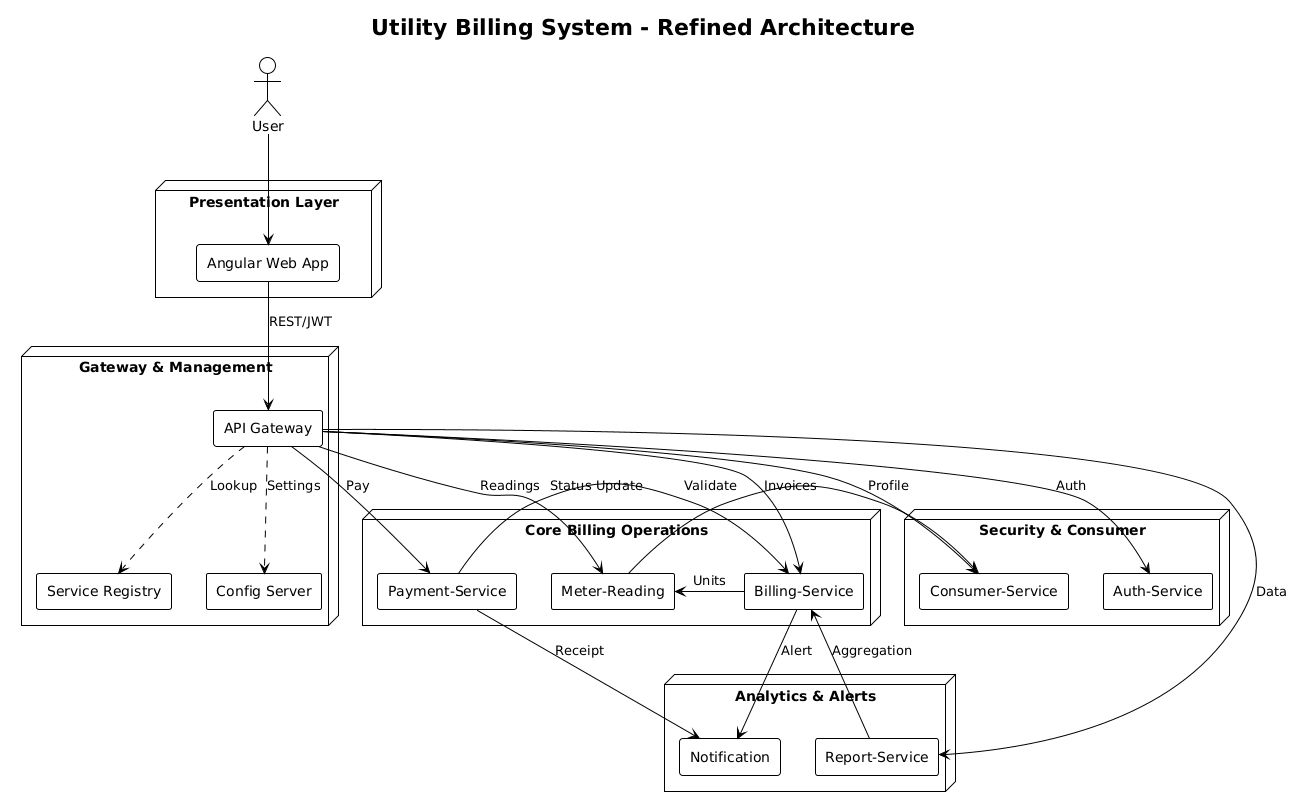 Utility Billing System - Refined Architecture
User
Presentation Layer
Angular Web App
REST/JWT
Gateway & Management
API Gateway
Lookup
Settings
Pay
Readings
Status Update
Validate
Invoices
Profile
Auth
Core Billing Operations
Security & Consumer
Service Registry
Config Server
Payment-Service
Meter-Reading
Units
Billing-Service
Consumer-Service
Auth-Service
Data
Receipt
Alert
Aggregation
Analytics & Alerts
Notification
Report-Service